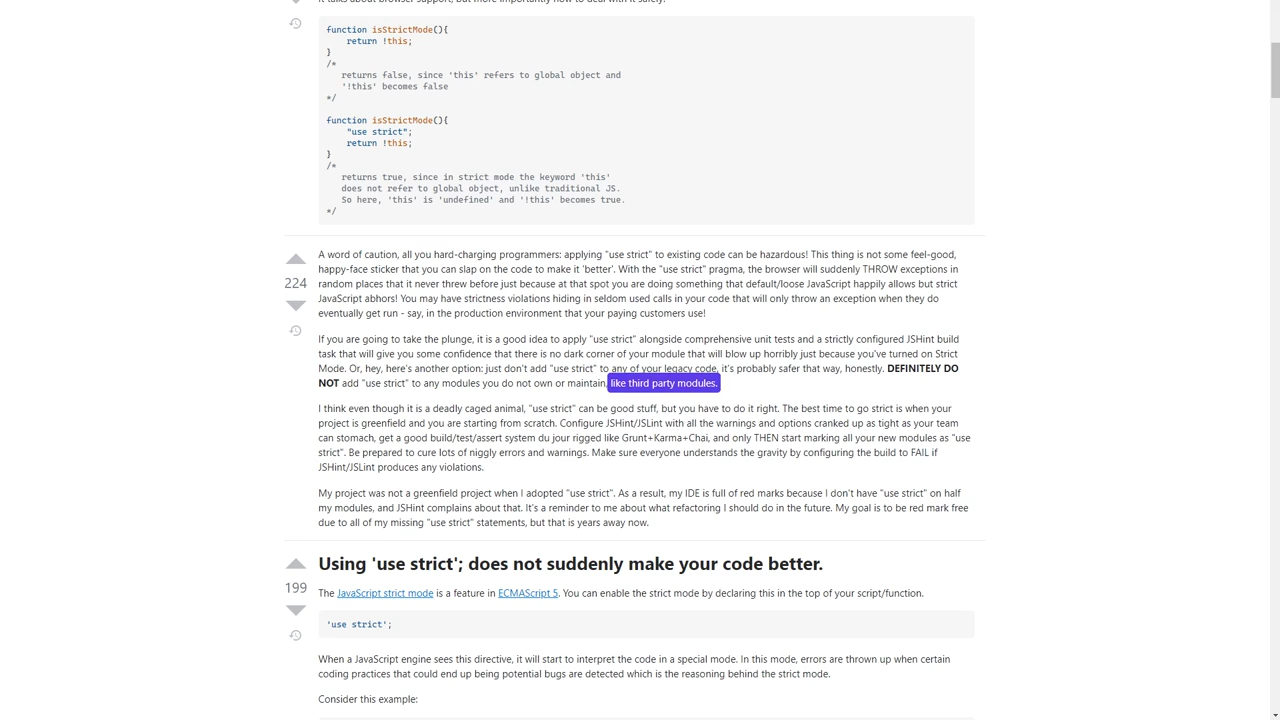 function isStrictMode(){
    return !this;
}
/*
   returns false, since 'this' refers to global object and
   '!this' becomes false
*/
function isStrictMode(){
    "use strict";
    return !this;
}
/*
   returns true, since in strict mode the keyword 'this'
   does not refer to global object, unlike traditional JS.
   So here, 'this' is 'undefined' and '!this' becomes true.
*/
224
A word of caution, all you hard-charging programmers: applying "use strict" to existing code can be hazardous! This thing is not some feel-good,
happy-face sticker that you can slap on the code to make it 'better'. With the "use strict" pragma, the browser will suddenly THROW exceptions in
random places that it never threw before just because at that spot you are doing something that default/loose JavaScript happily allows but strict
JavaScript abhors! You may have strictness violations hiding in seldom used calls in your code that will only throw an exception when they do
eventually get run - say, in the production environment that your paying customers use!
If you are going to take the plunge, it is a good idea to apply "use strict" alongside comprehensive unit tests and a strictly configured JSHint build
task that will give you some confidence that there is no dark corner of your module that will blow up horribly just because you've turned on Strict
Mode. Or, hey, here's another option: just don't add "use strict" to any of your legacy code, it's probably safer that way, honestly. DEFINITELY DO
NOT add "use strict" to any modules you do not own or maintain, like third party modules.
I think even though it is a deadly caged animal, "use strict" can be good stuff, but you have to do it right. The best time to go strict is when your
project is greenfield and you are starting from scratch. Configure JSHint/JSLint with all the warnings and options cranked up as tight as your team
can stomach, get a good build/test/assert system du jour rigged like Grunt+Karma+Chai, and only THEN start marking all your new modules as "use
strict". Be prepared to cure lots of niggly errors and warnings. Make sure everyone understands the gravity by configuring the build to FAIL if
JSHint/JSLint produces any violations.
My project was not a greenfield project when I adopted "use strict". As a result, my IDE is full of red marks because I don't have "use strict" on half
my modules, and JSHint complains about that. It's a reminder to me about what refactoring I should do in the future. My goal is to be red mark free
due to all of my missing "use strict" statements, but that is years away now.
199
Using 'use strict'; does not suddenly make your code better.
The JavaScript strict mode is a feature in ECMAScript 5. You can enable the strict mode by declaring this in the top of your script/function.
'use strict';
When a JavaScript engine sees this directive, it will start to interpret the code in a special mode. In this mode, errors are thrown up when certain
coding practices that could end up being potential bugs are detected which is the reasoning behind the strict mode.
Consider this example: